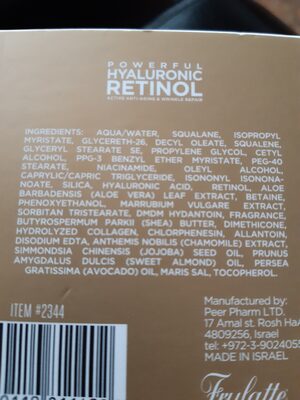 POWERFUL
HYALURONIC
RETINOL
ACTIVE ANTI-AGING & WRINKLE REPAIR
INGREDIENTS: AQUA/WATER, SQUALANE, ISOPROPYL
MYRISTATE, GLYCERETH-26, DECYL OLEATE, SQUALENE,
GLYCERYL STEARATE SE, PROPYLENE GLYCOL, CETYL
ALCOHOL, PPG-3 BENZYL ETHER MYRISTATE, PEG-40
STEARATE, NIACINAMIDE, OLEYL ALCOHOL,
CAPRYLIC/CAPRIC TRIGLYCERIDE, ISONONYL ISONONA-
NOATE, SILICA, HYALURONIC ACID, RETINOL, ALOE
BARBADENSIS (ALOE VERA) LEAF EXTRACT, BETAINE,
PHENOXYETHANOL, MARRUBIUM VULGARE EXTRACT,
SORBITAN TRISTEARATE, DMDM HYDANTOIN, FRAGRANCE,
BUTYROSPERMUM PARKII (SHEA) BUTTER, DIMETHICONE,
HYDROLYZED COLLAGEN, CHLORPHENESIN, ALLANTOIN,
DISODIUM EDTA, ANTHEMIS NOBILIS (CHAMOMILE) EXTRACT,
SIMMONDSIA CHINENSIS (JOJOBA) SEED OIL, PRUNUS
AMYGDALUS DULCIS (SWEET ALMOND) OIL, PERSEA
GRATISSIMA (AVOCADO) OIL, MARIS SAL, TOCOPHEROL.
ITEM #2344
Manufactured by:
Peer Pharm LTD.
17 Amal st. Rosh Ha
4809256, Israel
tel: +972-3-9024055
MADE IN ISRAEL
Frulatte